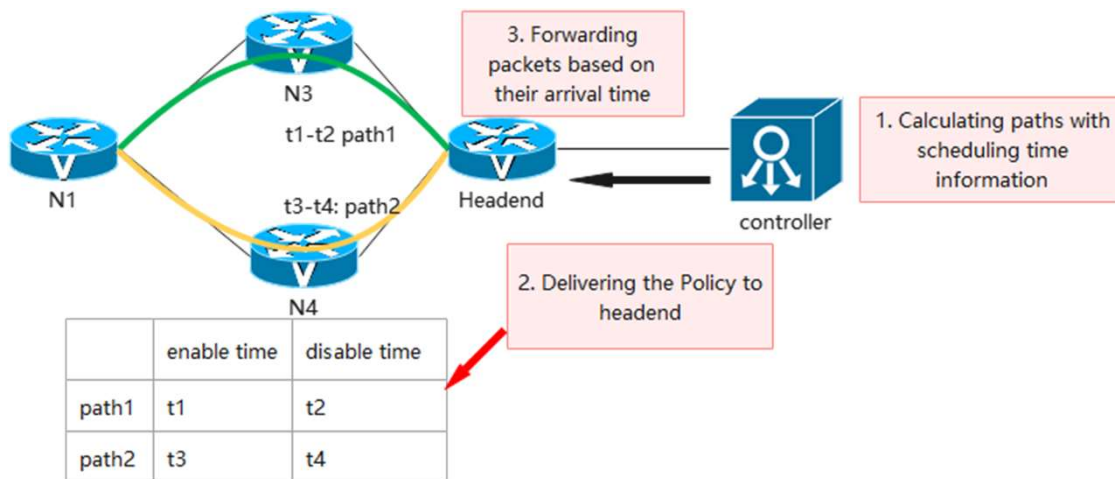 3. Forwarding
packets based on
their arrival time
N3
t1-t2 path1
1. Calculating paths with
scheduling time
information
N1
Headend
t3-t4: path2
controller
N4
2. Delivering the Policy to
headend
enable time disable time
path1 t1 t2
path2 t3 t4